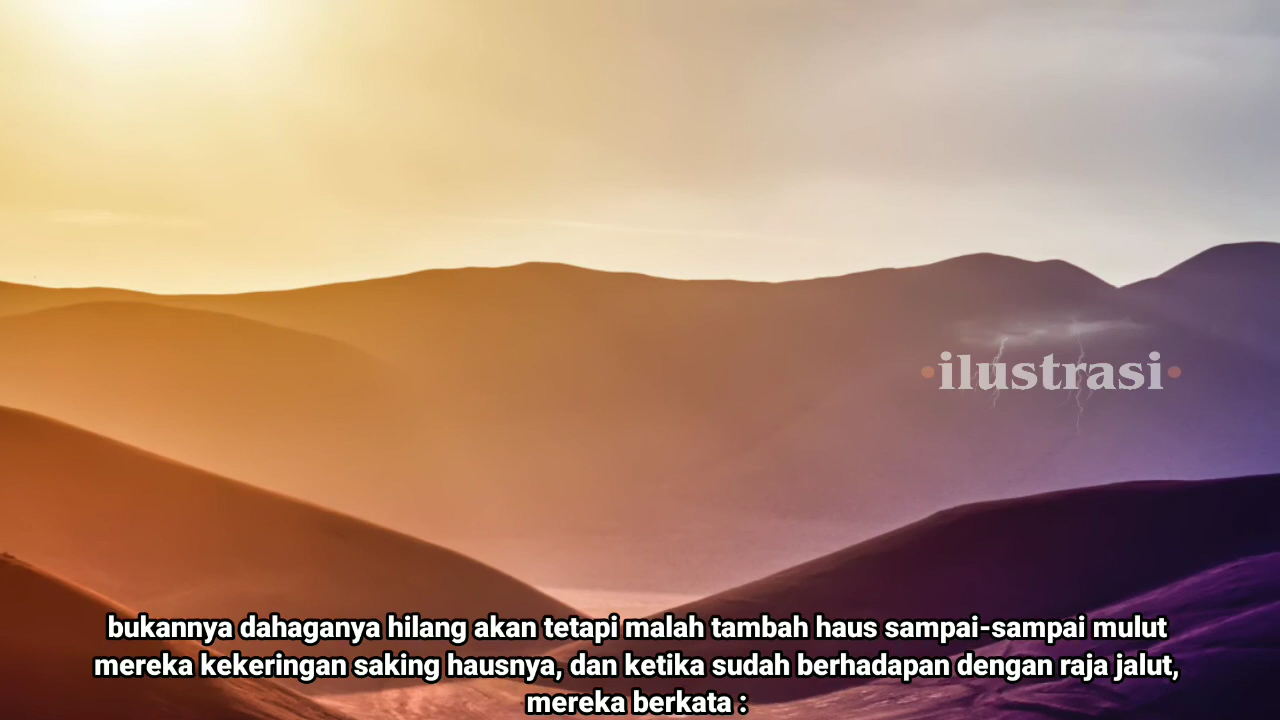 •ilustrasi•
bukannya dahaganya hilang akan tetapi malah tambah haus sampai-sampai mulut
mereka kekeringan saking hausnya, dan ketika sudah berhadapan dengan raja jalut,
mereka berkata :